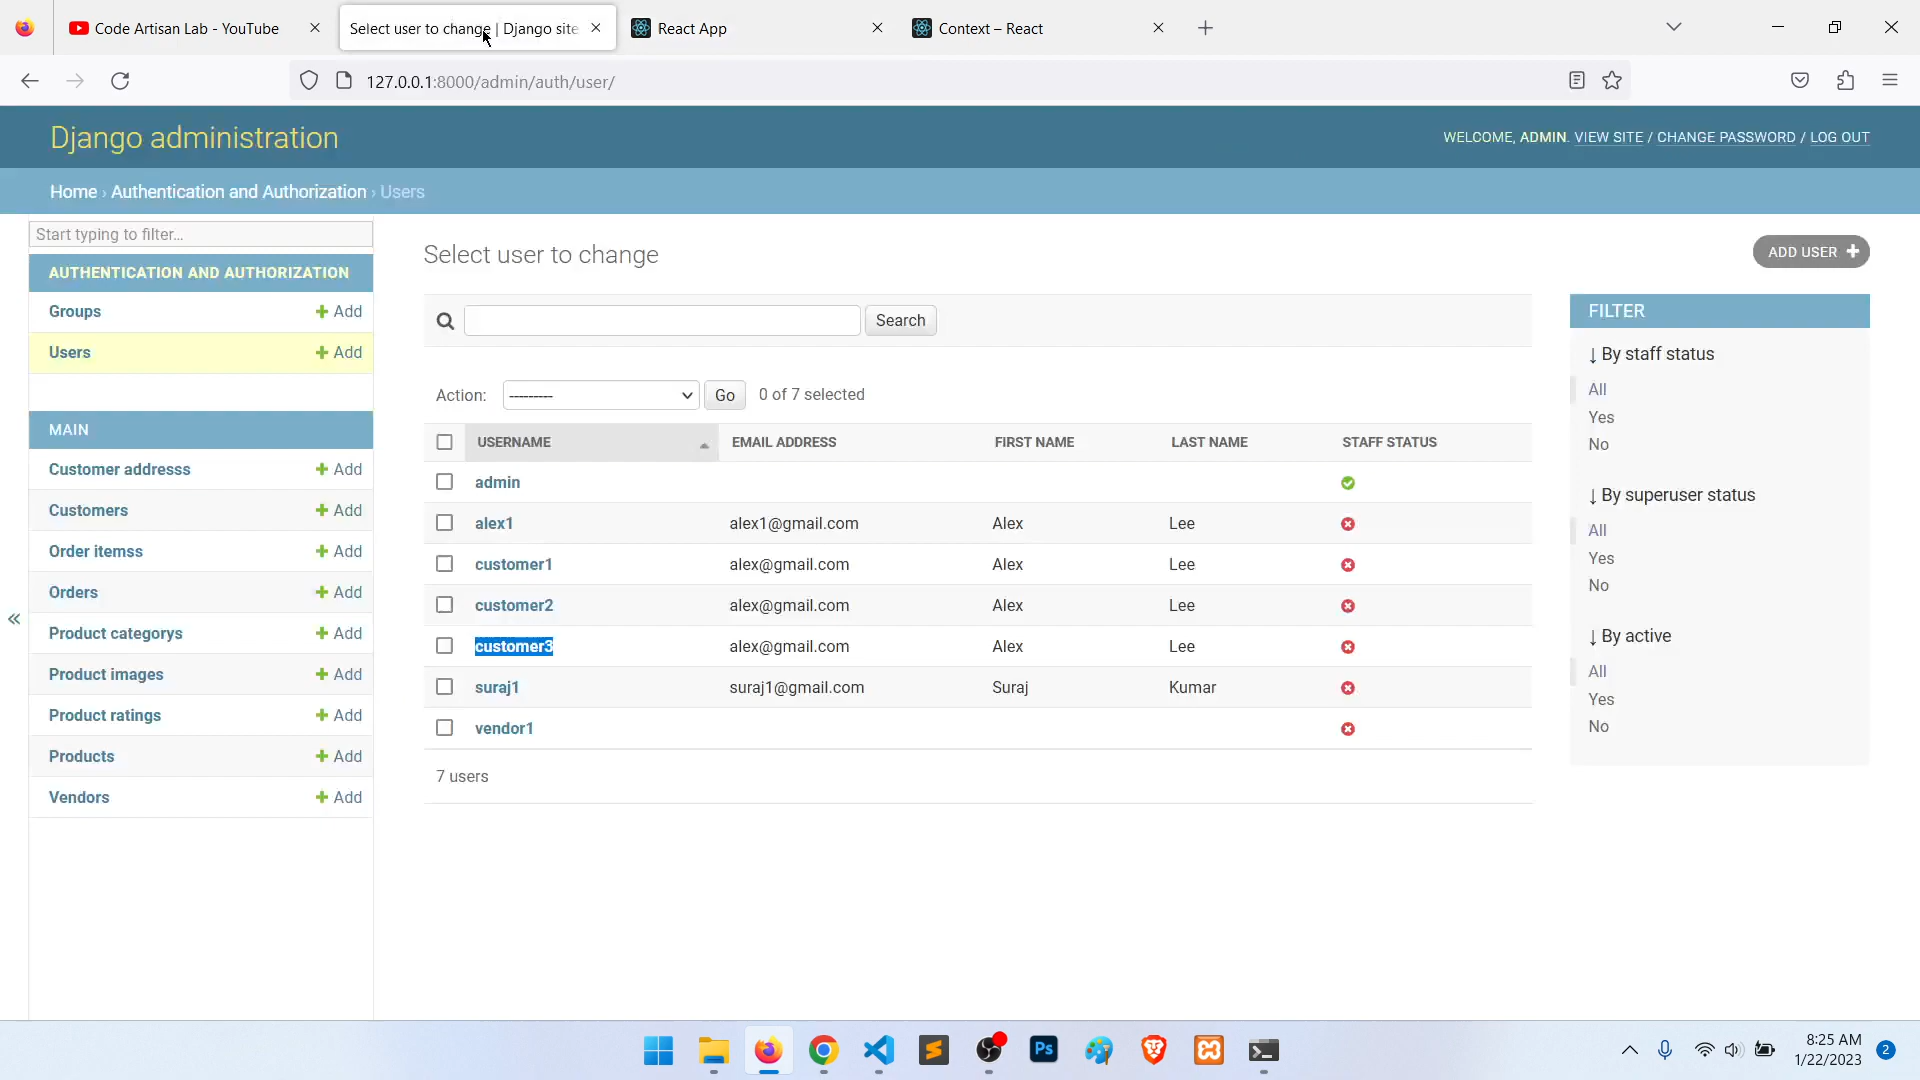 Code Artisan Lab - YouTube
Select user to change | Django site
React App
Context – React
127.0.0.1:8000/admin/auth/user/
Django administration
WELCOME, ADMIN. VIEW SITE / CHANGE PASSWORD / LOG OUT
Home › Authentication and Authorization › Users
Start typing to filter...
AUTHENTICATION AND AUTHORIZATION
Groups + Add
Users + Add
MAIN
Customer addresss + Add
Customers + Add
Order itemss + Add
Orders + Add
Product categorys + Add
Product images + Add
Product ratings + Add
Products + Add
Vendors + Add
«
Select user to change
ADD USER +
Search
Action: --------- Go 0 of 7 selected
USERNAME EMAIL ADDRESS FIRST NAME LAST NAME STAFF STATUS
admin
alex1 alex1@gmail.com Alex Lee
customer1 alex@gmail.com Alex Lee
customer2 alex@gmail.com Alex Lee
customer3 alex@gmail.com Alex Lee
suraj1 suraj1@gmail.com Suraj Kumar
vendor1
7 users
FILTER
↓ By staff status
All
Yes
No
↓ By superuser status
All
Yes
No
↓ By active
All
Yes
No
Ps
8:25 AM
1/22/2023
2